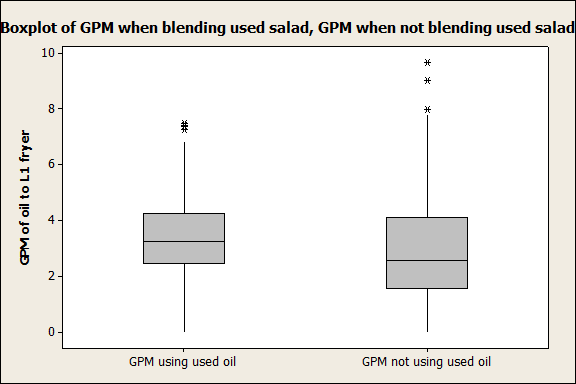 Boxplot of GPM when blending used salad, GPM when not blending used salad
GPM of oil to L1 fryer
10
8
6
4
2
0
GPM using used oil
GPM not using used oil